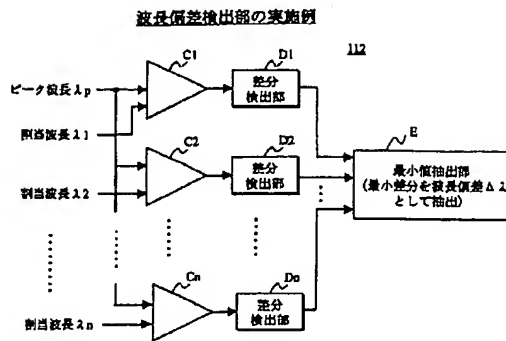 波長偏差検出部の実施例
112
C1
D1
ピーク波長λp
差分
検出部
割当波長λ1
C2
D2
E
差分
検出部
割当波長λ2
最小値抽出部
(最小差分を波長偏差Δλ
として抽出)
Cn
Dn
差分
検出部
割当波長λn